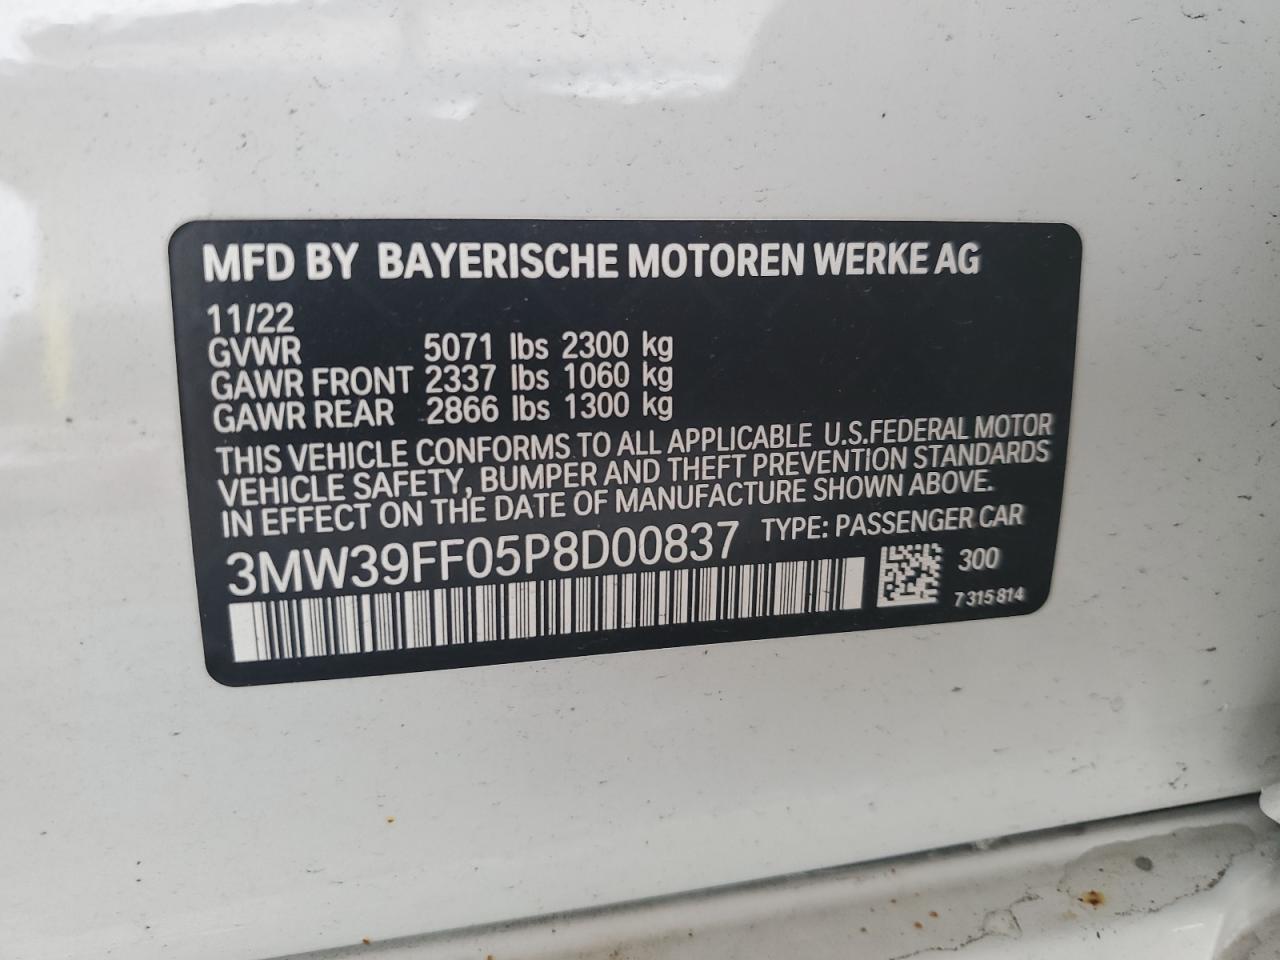 MFD BY BAYERISCHE MOTOREN WERKE AG
11/22
GVWR 5071 lbs 2300 kg
GAWR FRONT 2337 lbs 1060 kg
GAWR REAR 2866 lbs 1300 kg
THIS VEHICLE CONFORMS TO ALL APPLICABLE U.S.FEDERAL MOTOR
VEHICLE SAFETY, BUMPER AND THEFT PREVENTION STANDARDS
IN EFFECT ON THE DATE OF MANUFACTURE SHOWN ABOVE.
3MW39FF05P8D00837 TYPE: PASSENGER CAR
300
7 315 814